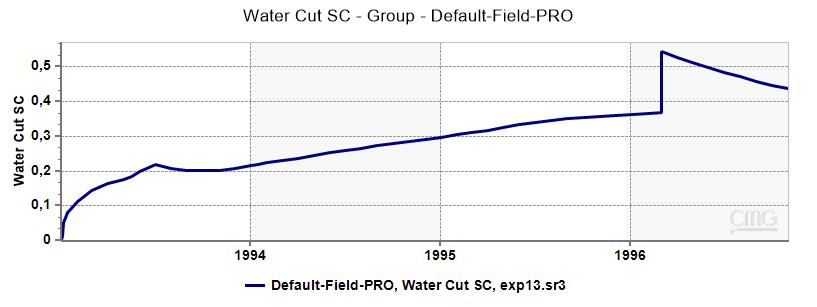 Water Cut SC - Group - Default-Field-PRO
Water Cut SC
0,5
0,4
0,3
0,2
0,1
0
1994
1995
1996
CMG
Default-Field-PRO, Water Cut SC, exp13.sr3